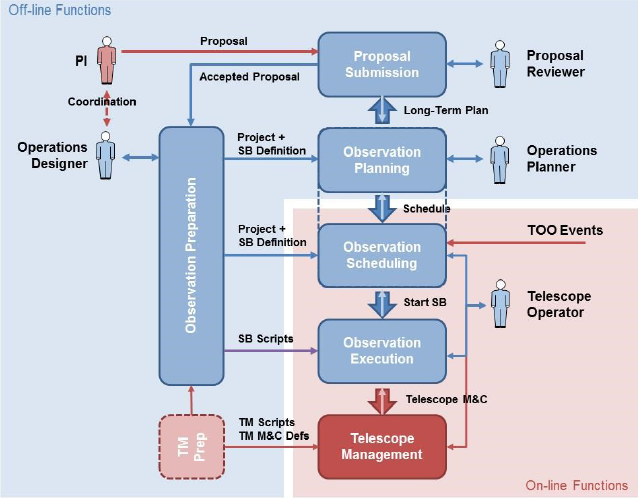 Off-line Functions
PI
Proposal
Accepted Proposal
Proposal
Submission
Proposal
Reviewer
Coordination
Long-Term Plan
Operations
Designer
Project +
SB Definition
Observation
Planning
Operations
Planner
Schedule
Observation Preparation
Project +
SB Definition
Observation
Scheduling
TOO Events
Start SB
Telescope
Operator
SB Scripts
Observation
Execution
Telescope M&C
TM
Prep
TM Scripts
TM M&C Defs
Telescope
Management
On-line Functions